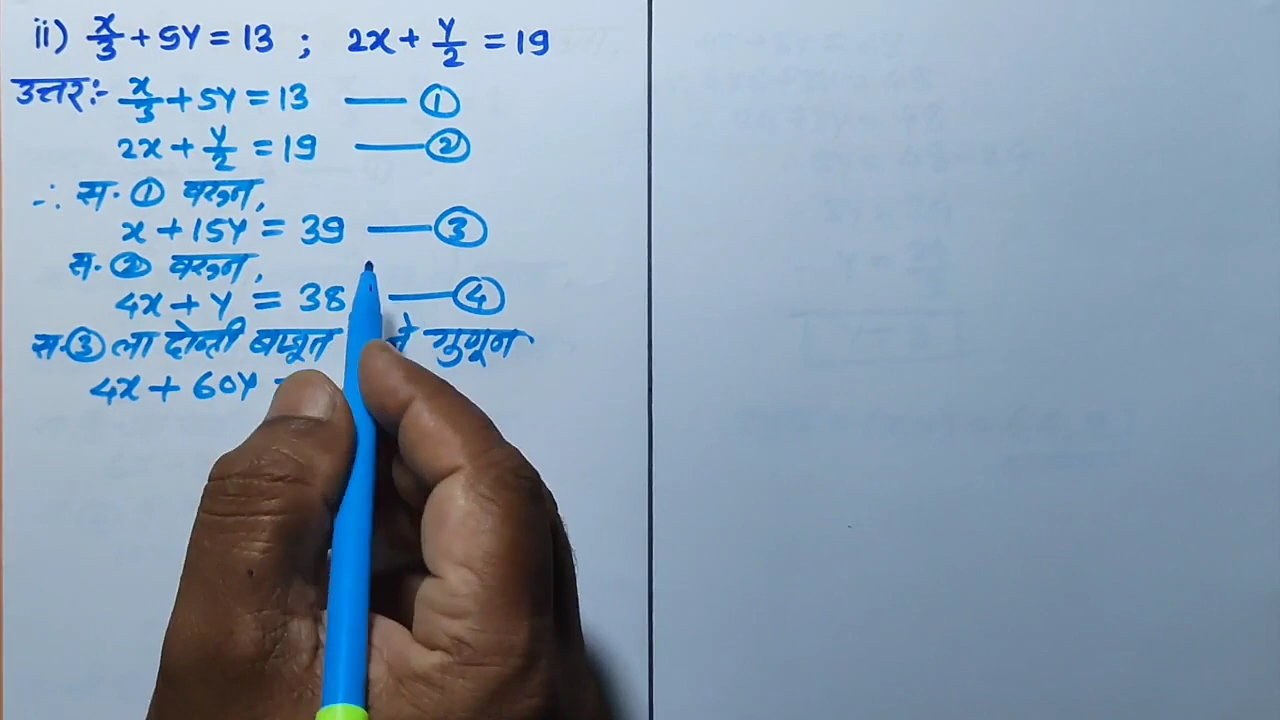 ii) x/3 + 5Y = 13 ; 2x + Y/2 = 19
उत्तर:- x/3 + 5Y = 13 —— ①
2x + Y/2 = 19 —— ②
∴ स. ① वरून,
x + 15Y = 39 —— ③
स. ② वरून,
4x + Y = 38 —— ④
स. ③ ला दोन्ही बाजूत ने गुणून
4x + 60Y =